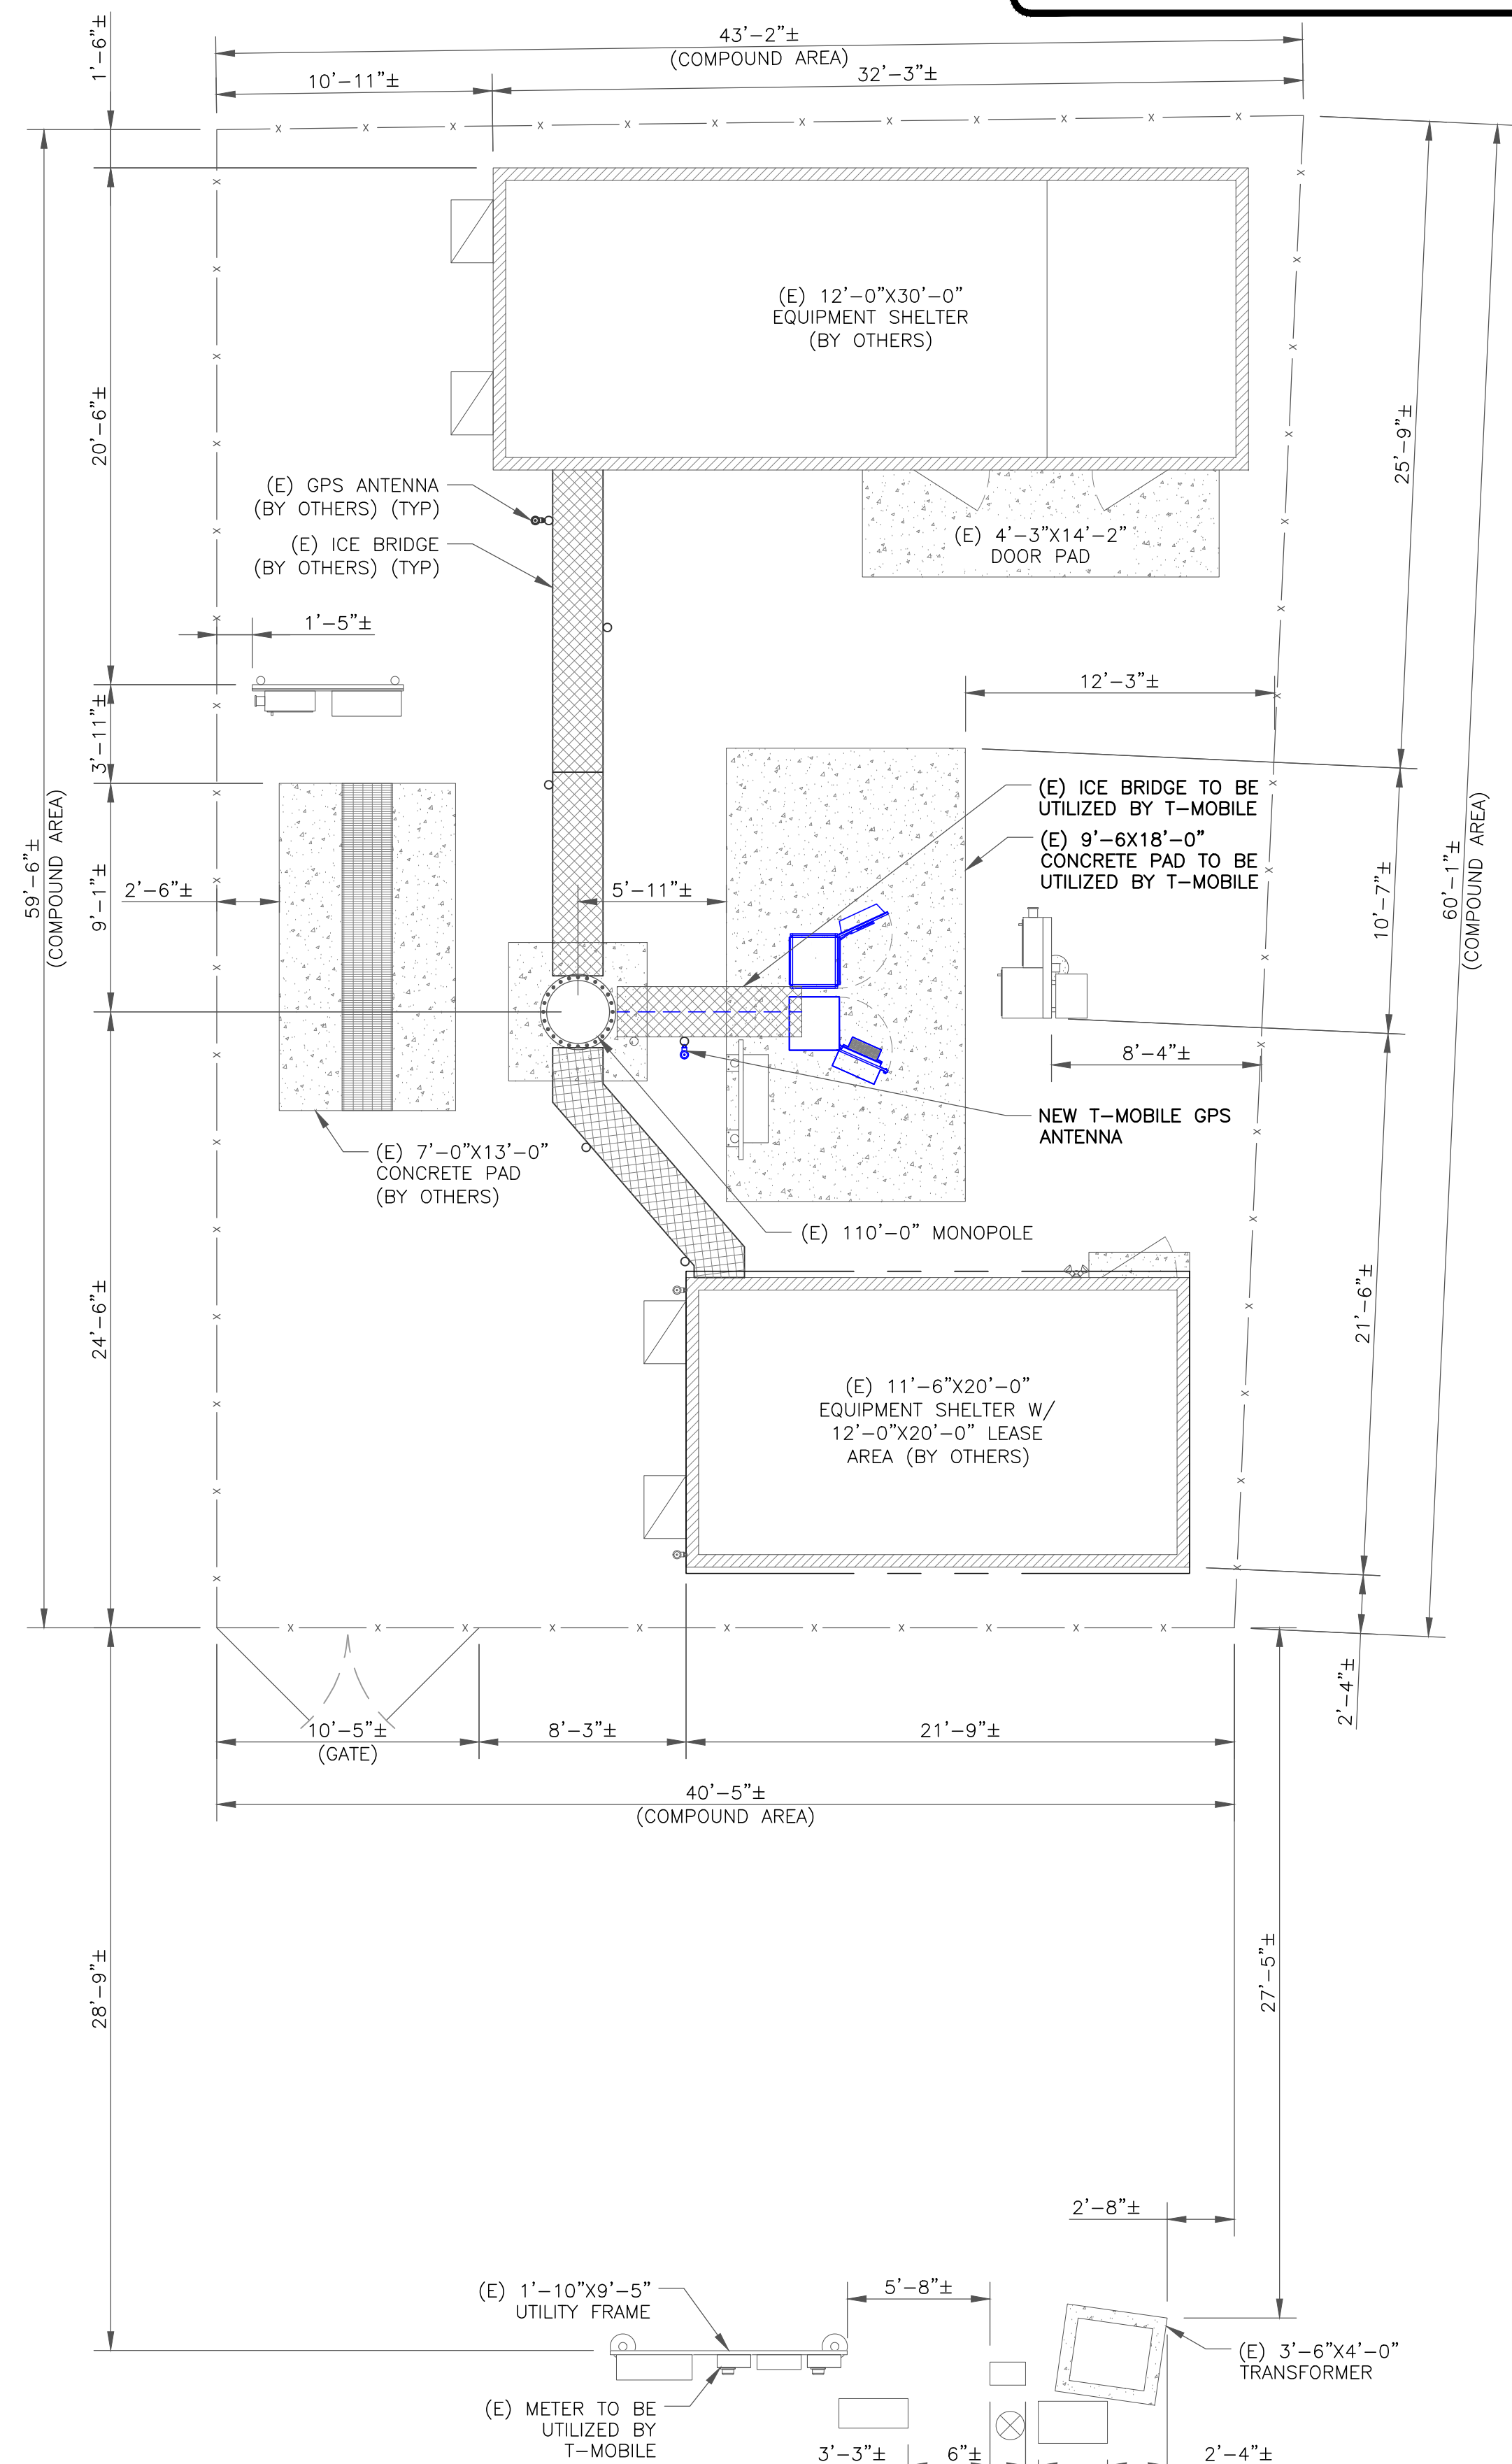 43'-2"±
(COMPOUND AREA)
1'-6"±
10'-11"±
32'-3"±
(E) 12'-0"X30'-0"
EQUIPMENT SHELTER
(BY OTHERS)
20'-6"±
25'-9"±
(E) GPS ANTENNA
(BY OTHERS) (TYP)
(E) ICE BRIDGE
(BY OTHERS) (TYP)
(E) 4'-3"X14'-2"
DOOR PAD
1'-5"±
12'-3"±
3'-11"±
(E) ICE BRIDGE TO BE
UTILIZED BY T-MOBILE
(E) 9'-6X18'-0"
CONCRETE PAD TO BE
UTILIZED BY T-MOBILE
59'-6"±
(COMPOUND AREA)
9'-1"±
2'-6"±
5'-11"±
10'-7"±
60'-1"±
(COMPOUND AREA)
8'-4"±
NEW T-MOBILE GPS
ANTENNA
(E) 7'-0"X13'-0"
CONCRETE PAD
(BY OTHERS)
(E) 110'-0" MONOPOLE
24'-6"±
21'-6"±
(E) 11'-6"X20'-0"
EQUIPMENT SHELTER W/
12'-0"X20'-0" LEASE
AREA (BY OTHERS)
2'-4"±
10'-5"±
(GATE)
8'-3"±
21'-9"±
40'-5"±
(COMPOUND AREA)
28'-9"±
27'-5"±
2'-8"±
(E) 1'-10"X9'-5"
UTILITY FRAME
5'-8"±
(E) 3'-6"X4'-0"
TRANSFORMER
(E) METER TO BE
UTILIZED BY
T-MOBILE
3'-3"±
6"±
2'-4"±